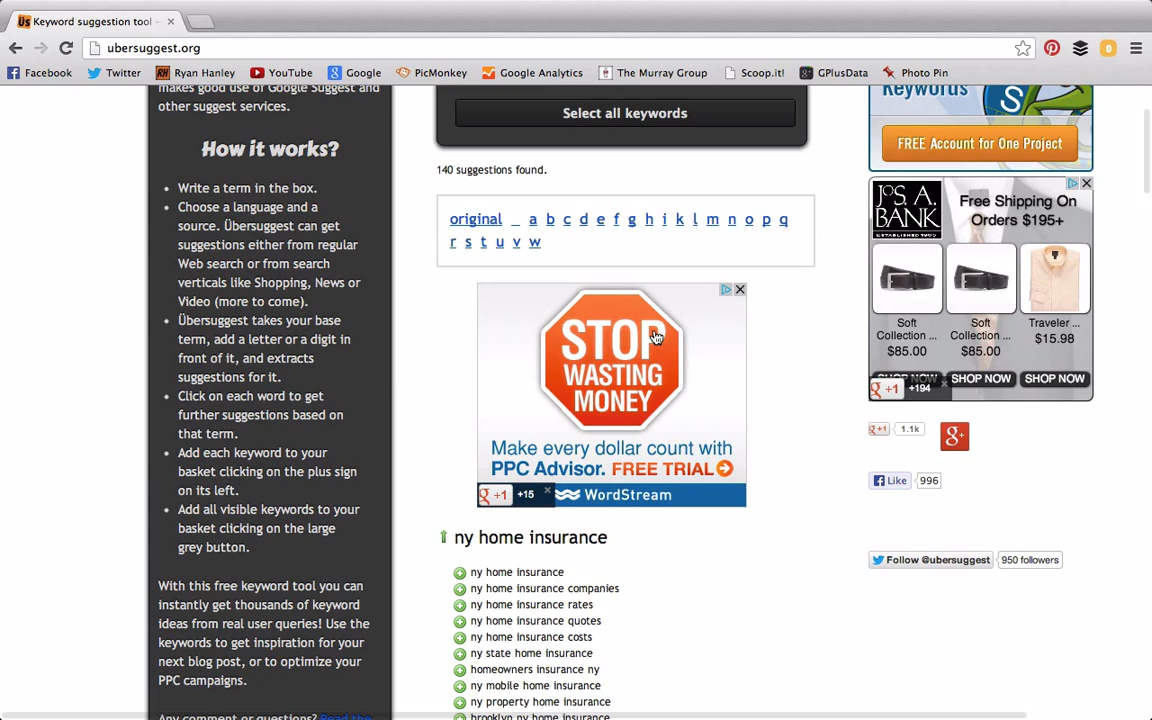 Keyword suggestion tool
ubersuggest.org
Facebook
Twitter
Ryan Hanley
YouTube
Google
PicMonkey
Google Analytics
The Murray Group
Scoop.it!
GPlusData
Photo Pin
makes good use of Google Suggest and
other suggest services.
How it works?
Write a term in the box.
Choose a language and a
source. Übersuggest can get
suggestions either from regular
Web search or from search
verticals like Shopping, News or
Video (more to come).
Übersuggest takes your base
term, add a letter or a digit in
front of it, and extracts
suggestions for it.
Click on each word to get
further suggestions based on
that term.
Add each keyword to your
basket clicking on the plus sign
on its left.
Add all visible keywords to your
basket clicking on the large
grey button.
With this free keyword tool you can
instantly get thousands of keyword
ideas from real user queries! Use the
keywords to get inspiration for your
next blog post, or to optimize your
PPC campaigns.
Any comment or questions? Read the
Select all keywords
140 suggestions found.
original _ a b c d e f g h i k l m n o p q
r s t u v w
STOP
WASTING
MONEY
Make every dollar count with
PPC Advisor. FREE TRIAL
g +1 +15
WordStream
ny home insurance
ny home insurance
ny home insurance companies
ny home insurance rates
ny home insurance quotes
ny home insurance costs
ny state home insurance
homeowners insurance ny
ny mobile home insurance
ny property home insurance
brooklyn ny home insurance
Keywords
S
FREE Account for One Project
JOS. A.
BANK
Free Shipping On
Orders $195+
Soft
Collection ...
$85.00
Soft
Collection ...
$85.00
Traveler ...
$15.98
SHOP NOW
SHOP NOW
SHOP NOW
g +1 +194
g +1 1.1k
g+
Like 996
Follow @ubersuggest 950 followers